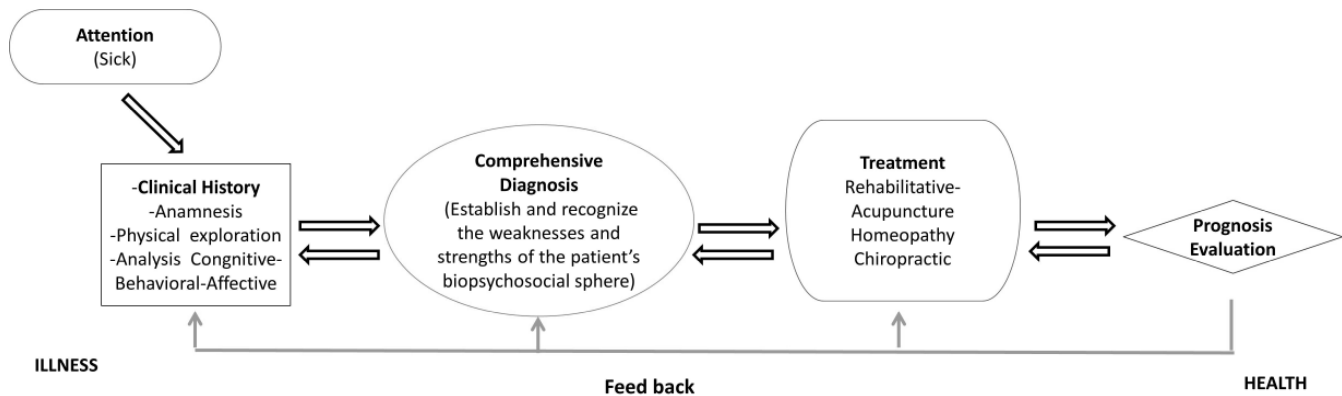 Attention
(Sick)
-Clinical History
-Anamnesis
-Physical exploration
-Analysis Congnitive-
Behavioral-Affective
Comprehensive
Diagnosis
(Establish and recognize
the weaknesses and
strengths of the patient’s
biopsychosocial sphere)
Treatment
Rehabilitative-
Acupuncture
Homeopathy
Chiropractic
Prognosis
Evaluation
ILLNESS
Feed back
HEALTH